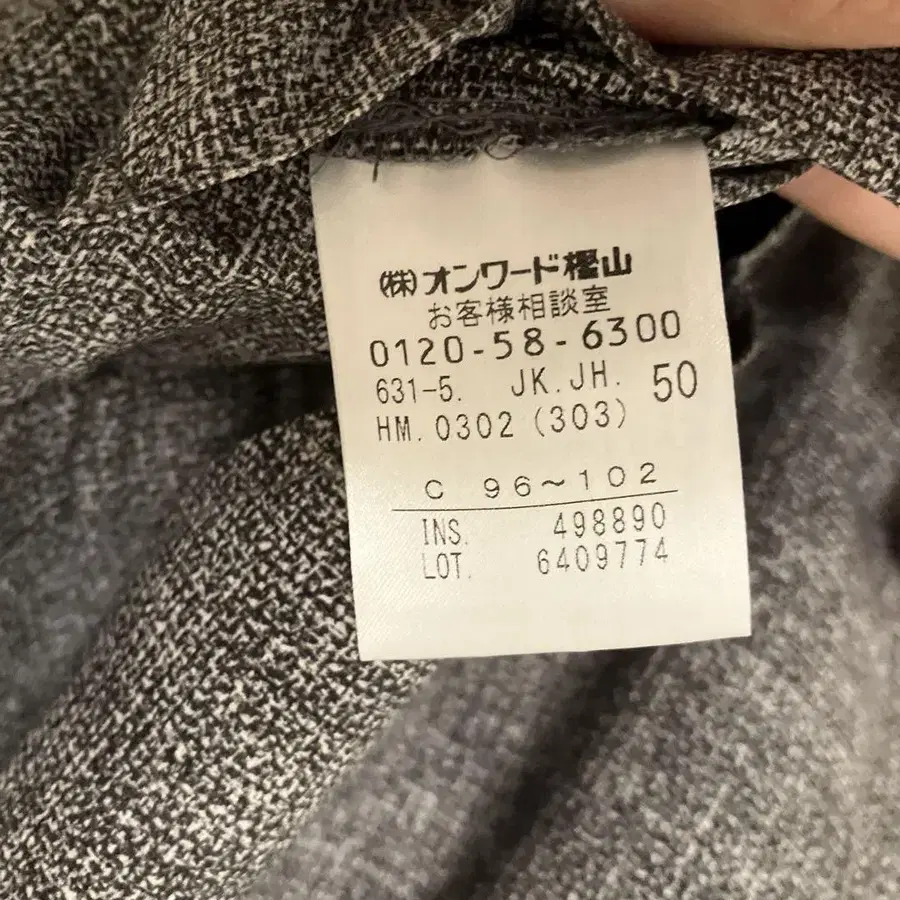 (株)オンワード樫山
お客様相談室
0120-58-6300
631-5. JK.JH. 50
HM.0302(303)
C 96~102
INS. 498890
LOT. 6409774